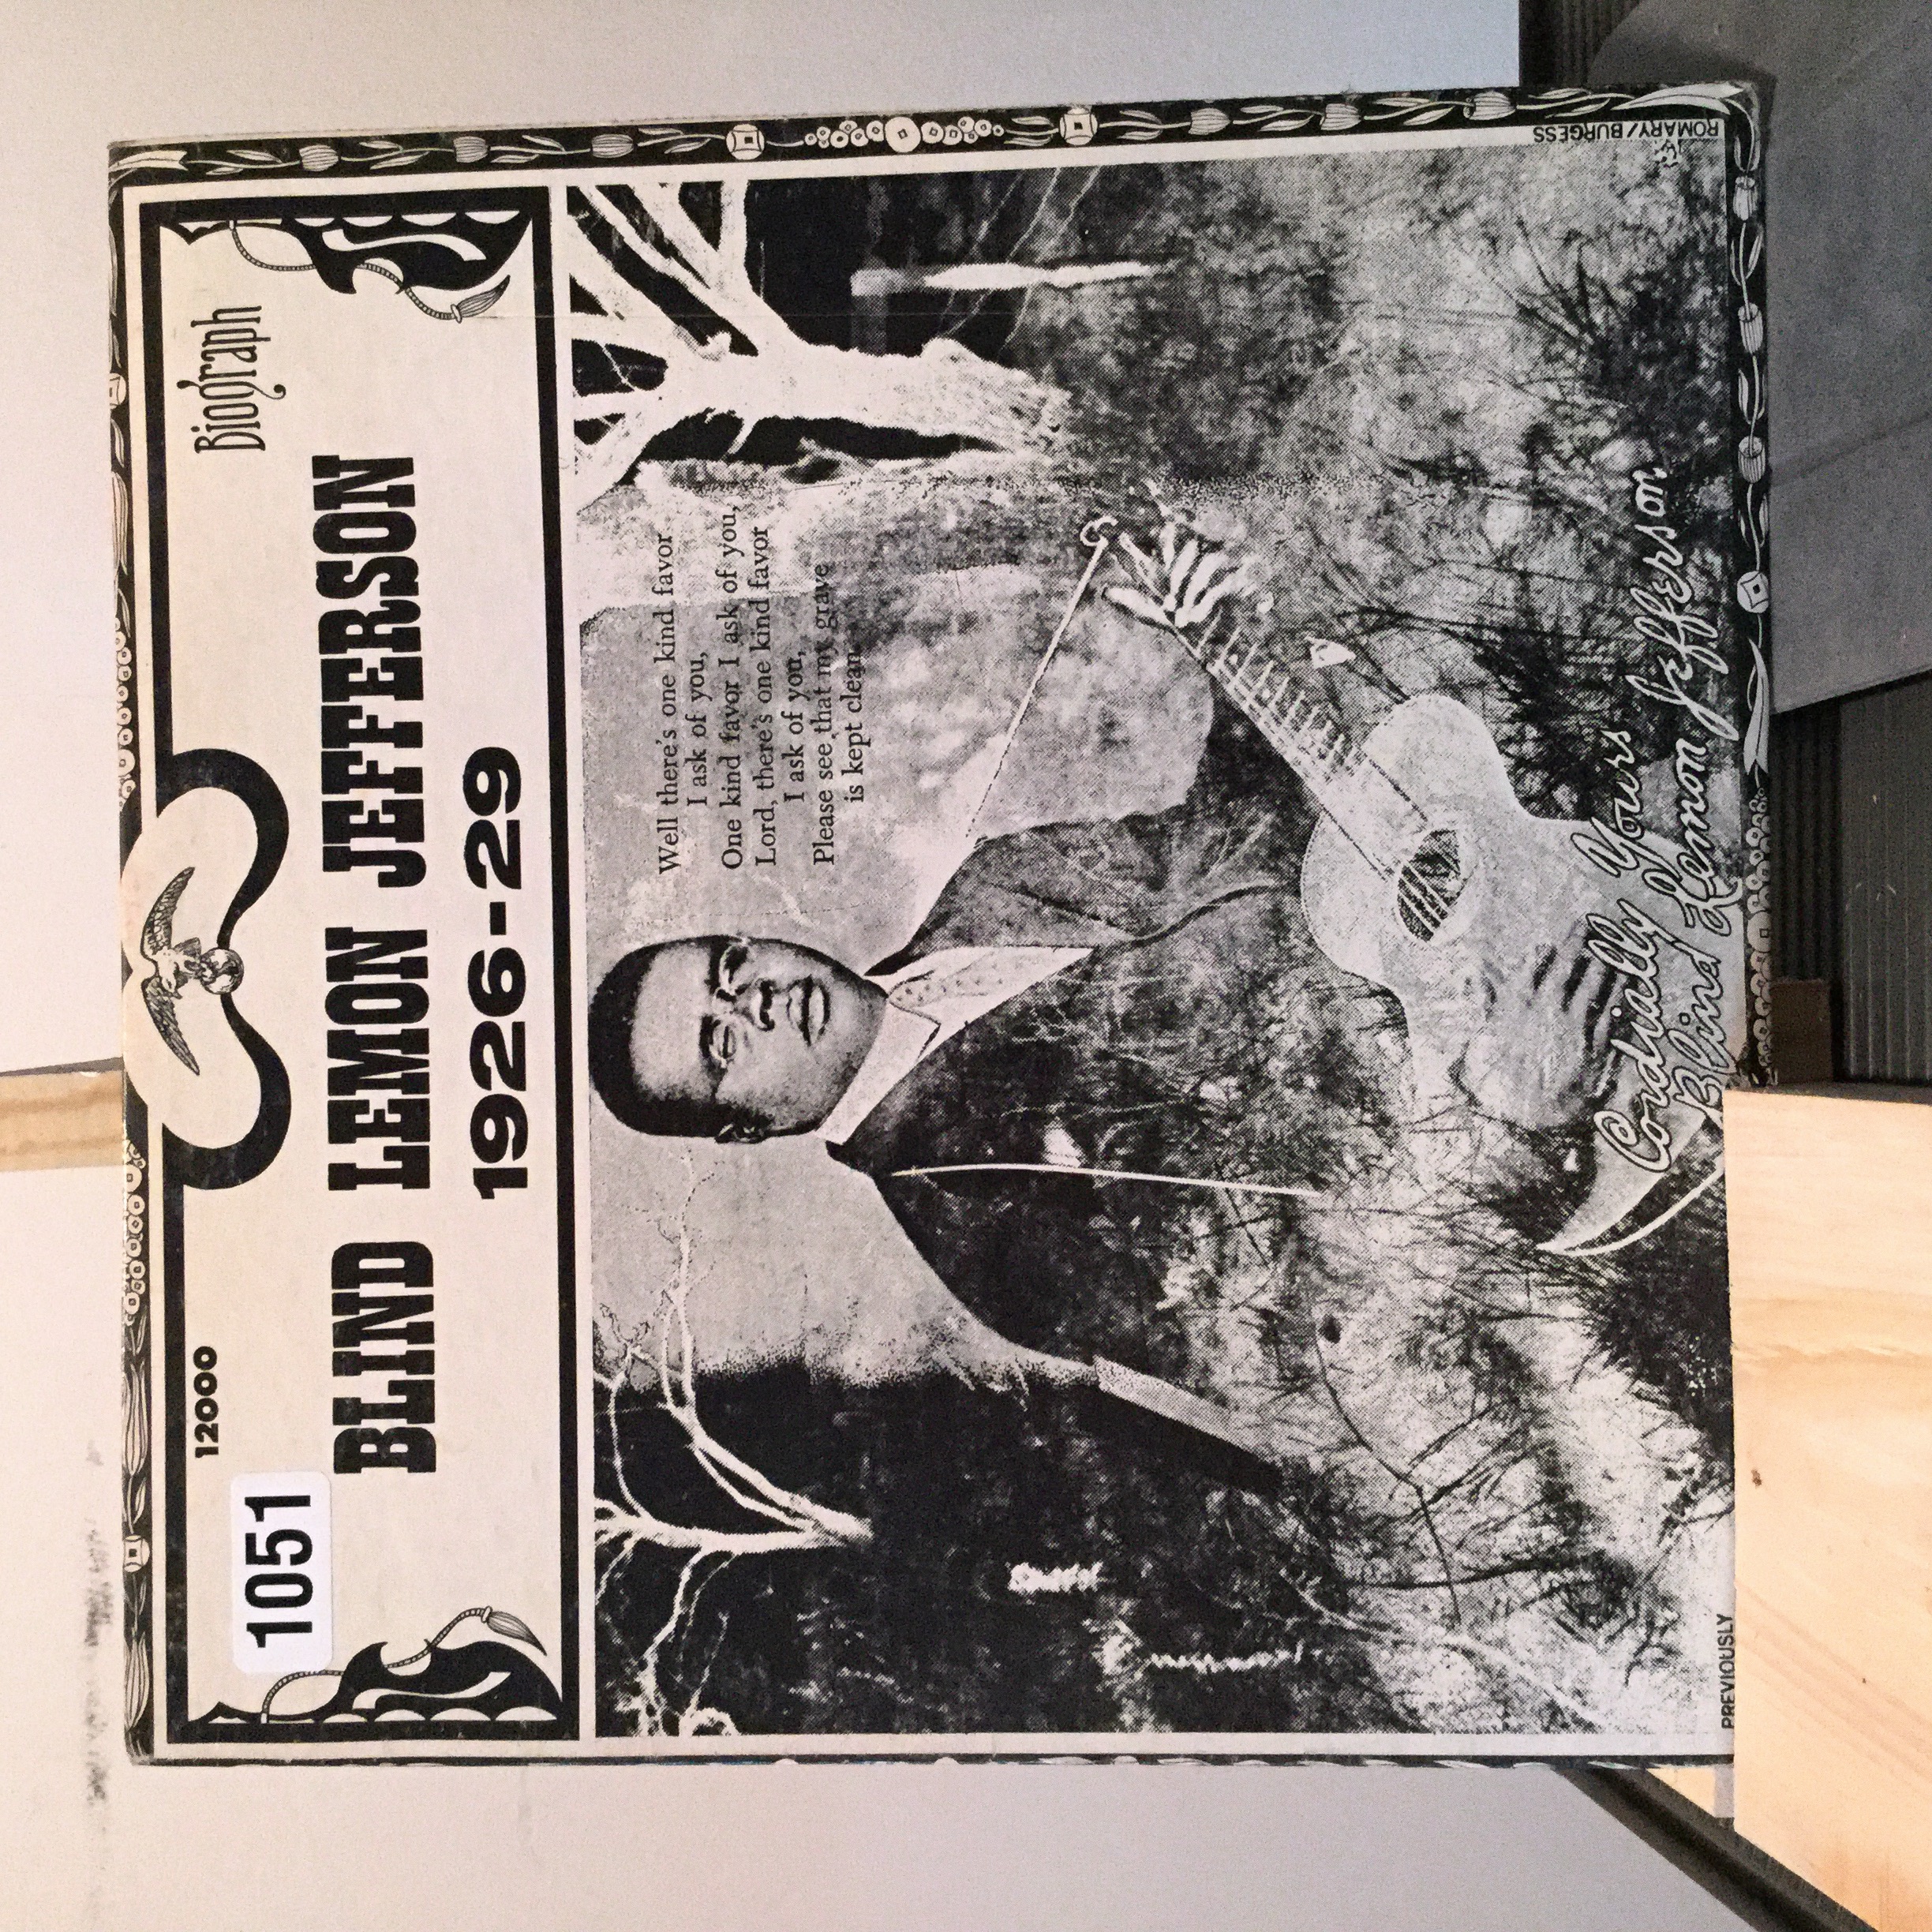 12000
Biograph
1051
BLIND LEMON JEFFERSON
1926-29
Well there's one kind favor
I ask of you,
One kind favor I ask of you,
Lord, there's one kind favor
I ask of you,
Please see that my grave
is kept clean
Cordially Yours
Blind Lemon Jefferson
PREVIOUSLY
ROMARY/BURGESS